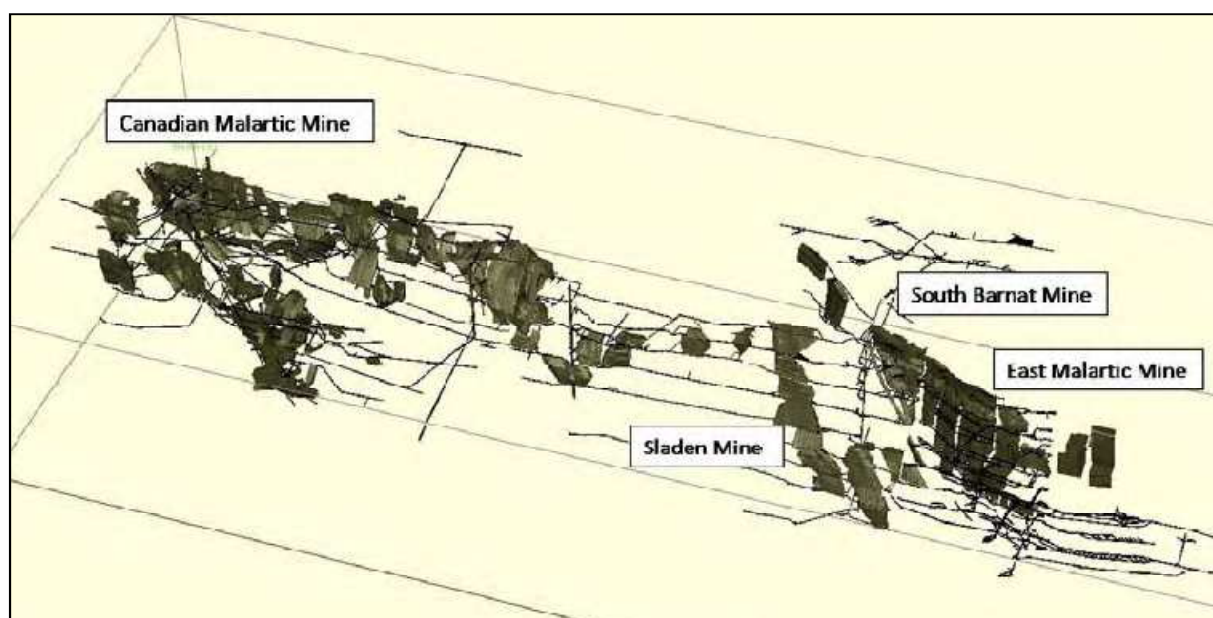 Canadian Malartic Mine
South Barnat Mine
East Malartic Mine
Sladen Mine